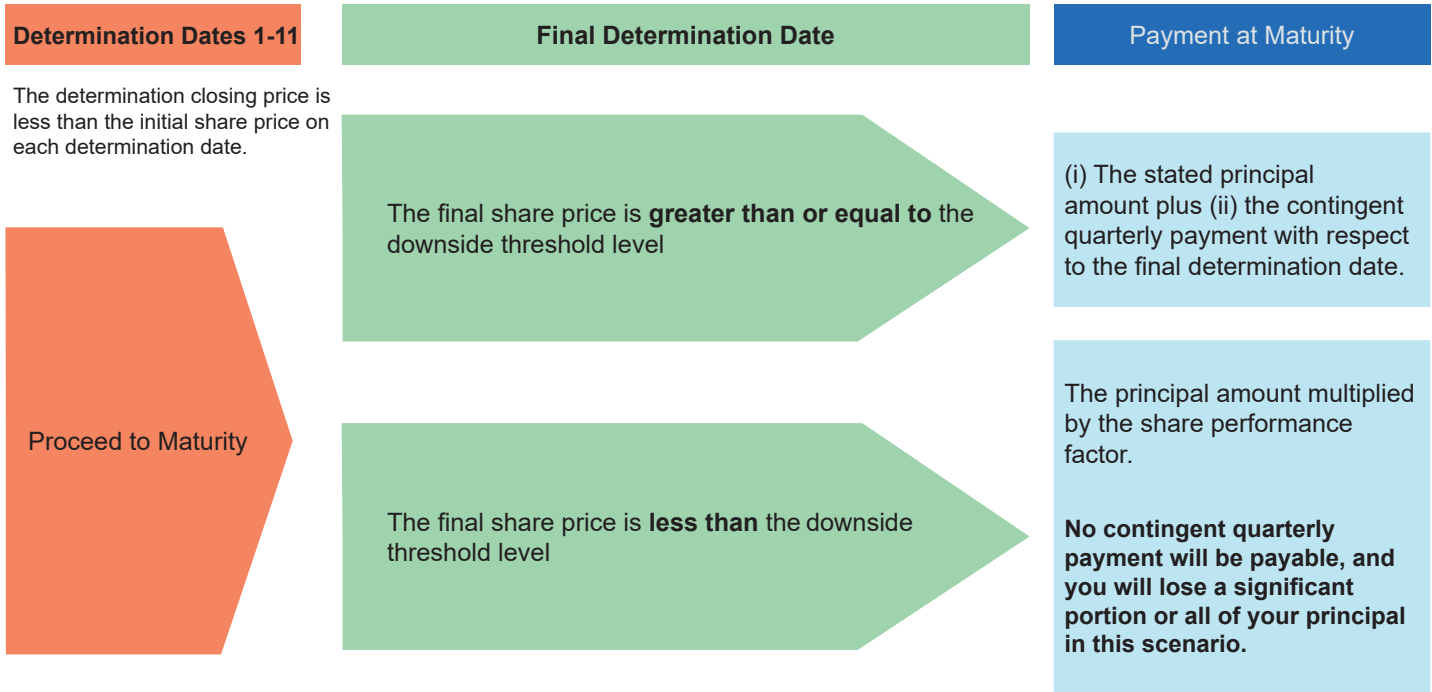 Determination Dates 1-11
Final Determination Date
Payment at Maturity
The determination closing price is
less than the initial share price on
each determination date.
Proceed to Maturity
The final share price is greater than or equal to the
downside threshold level
(i) The stated principal
amount plus (ii) the contingent
quarterly payment with respect
to the final determination date.
The final share price is less than the downside
threshold level
The principal amount multiplied
by the share performance
factor.
No contingent quarterly
payment will be payable, and
you will lose a significant
portion or all of your principal
in this scenario.